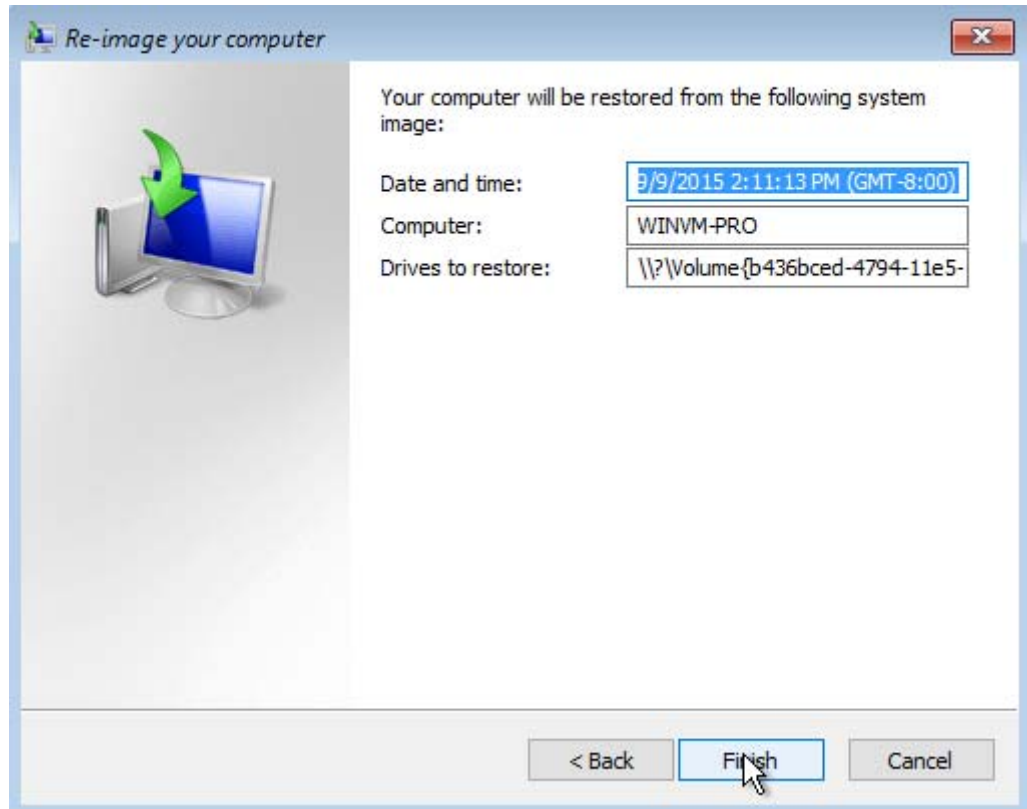 Re-image your computer
Your computer will be restored from the following system
image:
Date and time: 9/9/2015 2:11:13 PM (GMT-8:00)
Computer: WINVM-PRO
Drives to restore: \\?\Volume{b436bced-4794-11e5-
< Back Finish Cancel